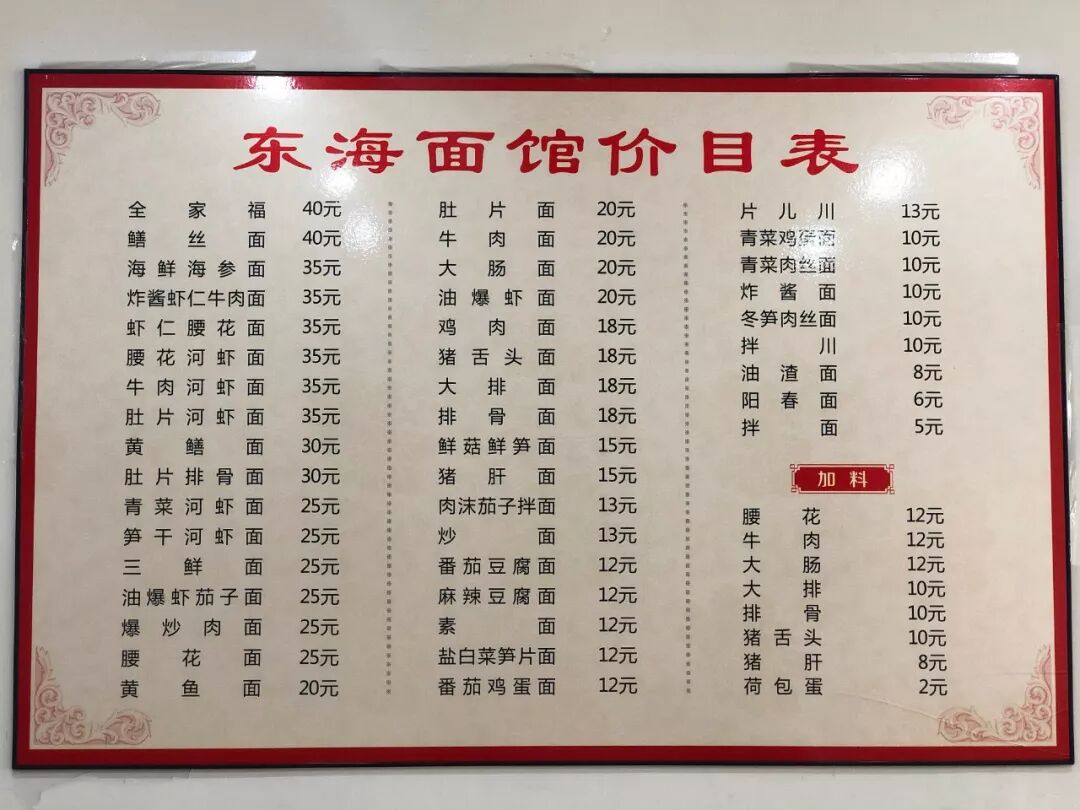 东海面馆价目表
全家福 40元
鳝丝面 40元
海鲜海参面 35元
炸酱虾仁牛肉面 35元
虾仁腰花面 35元
腰花河虾面 35元
牛肉河虾面 35元
肚片河虾面 35元
黄鳝面 30元
肚片排骨面 30元
青菜河虾面 25元
笋干河虾面 25元
三鲜面 25元
油爆虾茄子面 25元
爆炒肉面 25元
腰花面 25元
黄鱼面 20元
肚片面 20元
牛肉面 20元
大肠面 20元
油爆虾面 20元
鸡肉面 18元
猪舌头面 18元
大排面 18元
排骨面 18元
鲜菇鲜笋面 15元
猪肝面 15元
肉沫茄子拌面 13元
炒面 13元
番茄豆腐面 12元
麻辣豆腐面 12元
素面 12元
盐白菜笋片面 12元
番茄鸡蛋面 12元
片儿川 13元
青菜鸡蛋面 10元
青菜肉丝面 10元
炸酱面 10元
冬笋肉丝面 10元
拌川 10元
油渣面 8元
阳春面 6元
拌面 5元
加料
腰花 12元
牛肉 12元
大肠 12元
大排 10元
排骨 10元
猪舌头 10元
猪肝 8元
荷包蛋 2元